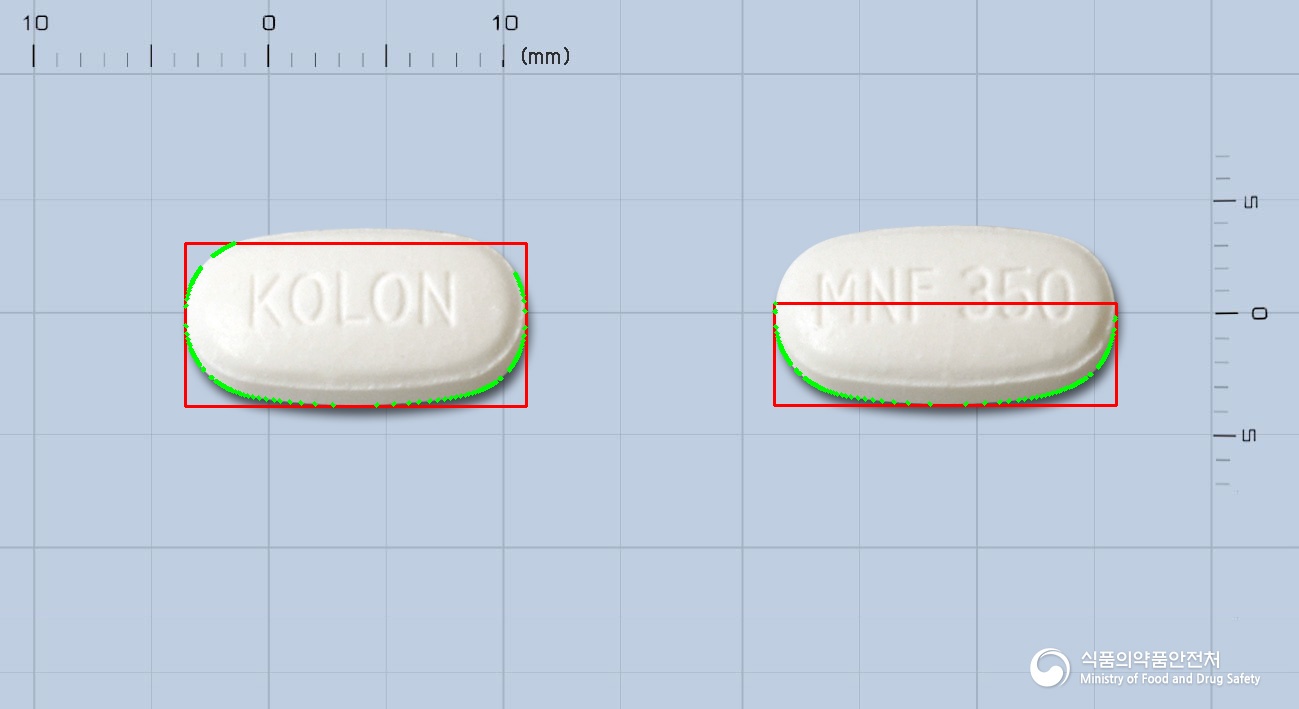 10 0 10
(mm)
5
0
5
KOLON
MNF 350
식품의약품안전처
Ministry of Food and Drug Safety